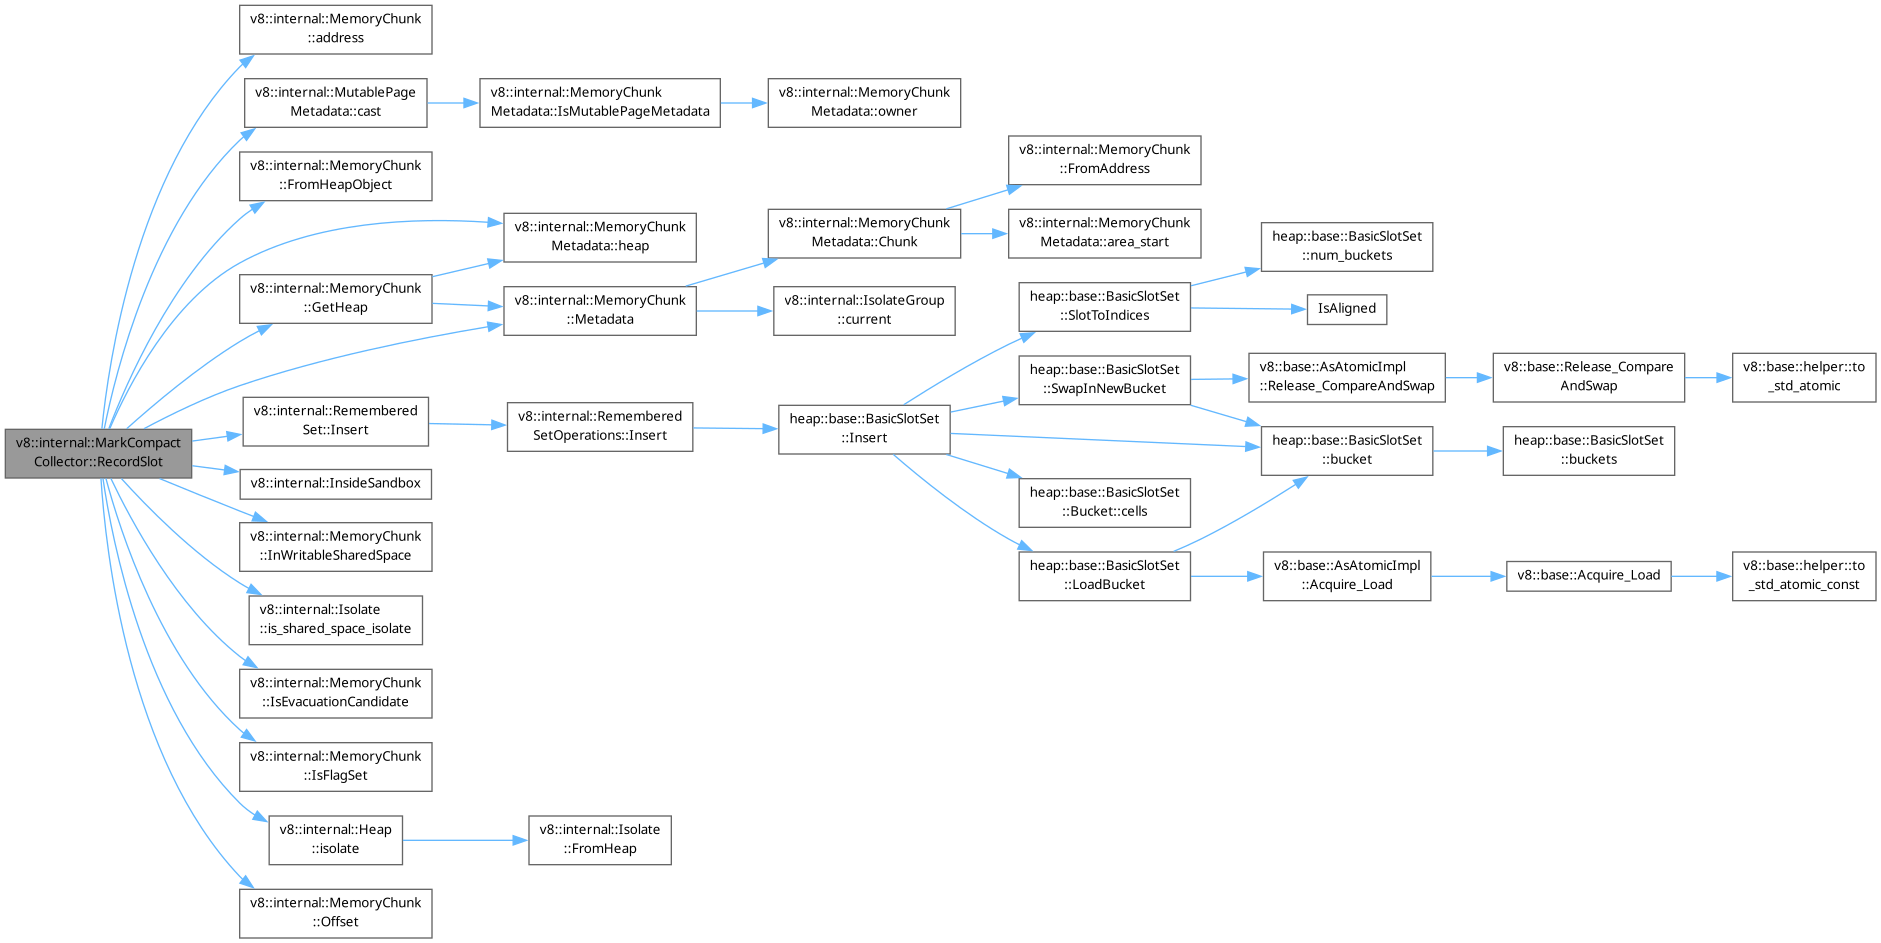 v8::internal::MarkCompact
Collector::RecordSlot
v8::internal::MemoryChunk
::address
v8::internal::MutablePage
Metadata::cast
v8::internal::MemoryChunk
Metadata::IsMutablePageMetadata
v8::internal::MemoryChunk
Metadata::owner
v8::internal::MemoryChunk
::FromHeapObject
v8::internal::MemoryChunk
Metadata::heap
v8::internal::MemoryChunk
::GetHeap
v8::internal::MemoryChunk
::Metadata
v8::internal::MemoryChunk
Metadata::Chunk
v8::internal::MemoryChunk
::FromAddress
v8::internal::MemoryChunk
Metadata::area_start
v8::internal::IsolateGroup
::current
v8::internal::Remembered
Set::Insert
v8::internal::Remembered
SetOperations::Insert
heap::base::BasicSlotSet
::Insert
heap::base::BasicSlotSet
::SlotToIndices
heap::base::BasicSlotSet
::num_buckets
IsAligned
heap::base::BasicSlotSet
::SwapInNewBucket
v8::base::AsAtomicImpl
::Release_CompareAndSwap
v8::base::Release_Compare
AndSwap
v8::base::helper::to
_std_atomic
heap::base::BasicSlotSet
::bucket
heap::base::BasicSlotSet
::buckets
heap::base::BasicSlotSet
::Bucket::cells
heap::base::BasicSlotSet
::LoadBucket
v8::base::AsAtomicImpl
::Acquire_Load
v8::base::Acquire_Load
v8::base::helper::to
_std_atomic_const
v8::internal::InsideSandbox
v8::internal::MemoryChunk
::InWritableSharedSpace
v8::internal::Isolate
::is_shared_space_isolate
v8::internal::MemoryChunk
::IsEvacuationCandidate
v8::internal::MemoryChunk
::IsFlagSet
v8::internal::Heap
::isolate
v8::internal::Isolate
::FromHeap
v8::internal::MemoryChunk
::Offset